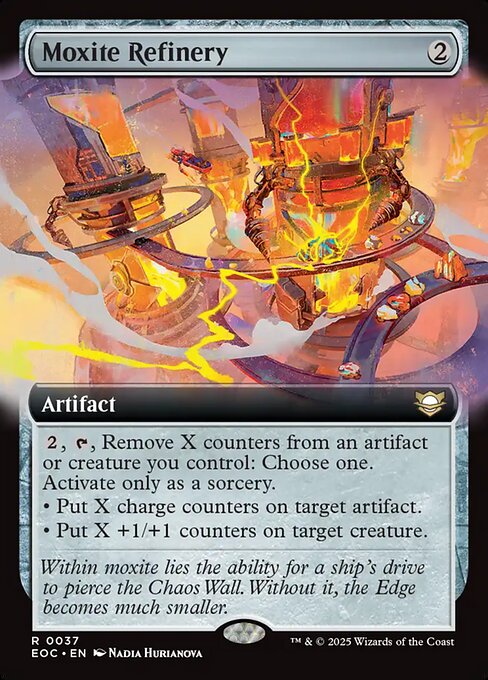 Moxite Refinery 2
Artifact
2, , Remove X counters from an artifact
or creature you control: Choose one.
Activate only as a sorcery.
• Put X charge counters on target artifact.
• Put X +1/+1 counters on target creature.
Within moxite lies the ability for a ship's drive
to pierce the Chaos Wall. Without it, the Edge
becomes much smaller.
R 0037
™ & © 2025 Wizards of the Coast
EOC • EN Nadia Hurianova